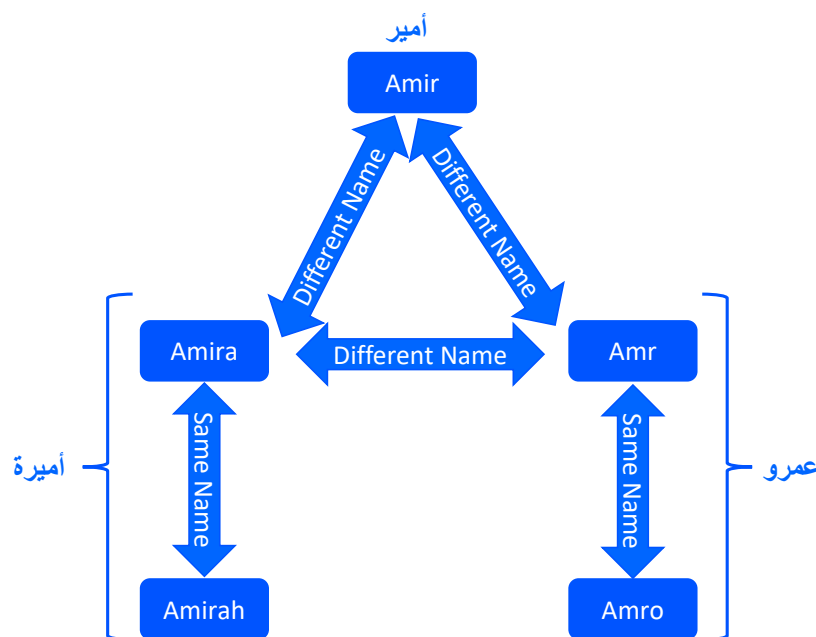 أمير
Amir
Different Name
Different Name
Amira
Different Name
Amr
Same Name
Same Name
أميرة
عمرو
Amirah
Amro